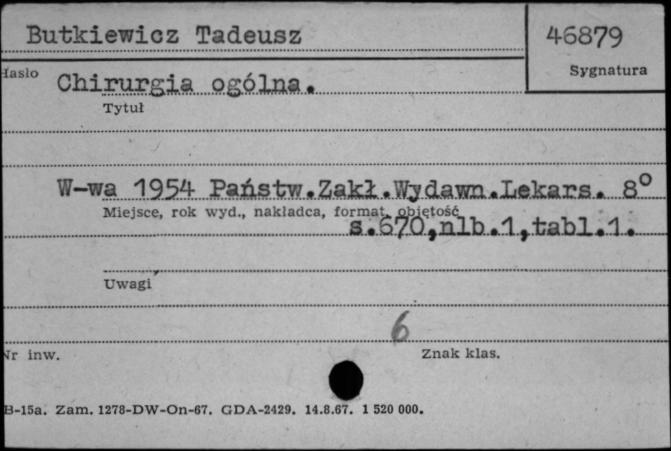 Butkiewicz Tadeusz
46879
Hasło
Sygnatura
Chirurgia ogólna.
Tytuł
W-wa 1954 Państw.Zakł.Wydawn.Lekars. 8°
Miejsce, rok wyd., nakładca, format, objętość
s.670,nlb.1,tabl.1.
Uwagi
6
Nr inw.
Znak klas.
B-15a. Zam. 1278-DW-On-67. GDA-2429. 14.8.67. 1 520 000.